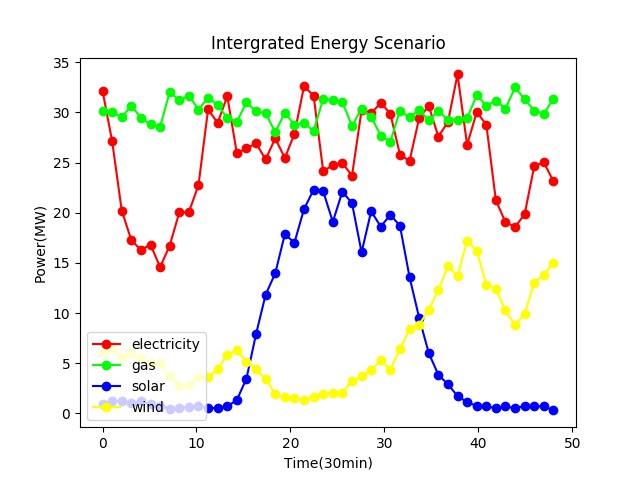 Intergrated Energy Scenario
Power(MW)
35
30
25
20
15
10
5
0
electricity
gas
solar
wind
0 10 20 30 40 50
Time(30min)